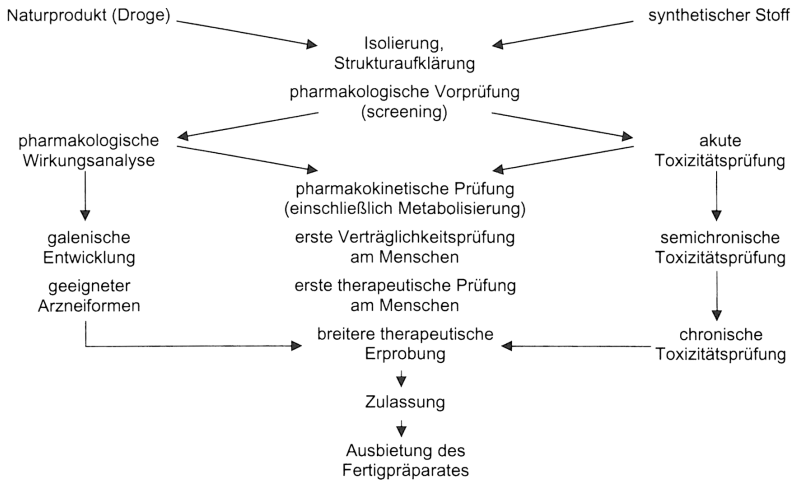 Naturprodukt (Droge)
synthetischer Stoff
Isolierung,
Strukturaufklärung
pharmakologische Vorprüfung
(screening)
pharmakologische
Wirkungsanalyse
akute
Toxizitätsprüfung
pharmakokinetische Prüfung
(einschließlich Metabolisierung)
galenische
Entwicklung
erste Verträglichkeitsprüfung
am Menschen
semichronische
Toxizitätsprüfung
geeigneter
Arzneiformen
erste therapeutische Prüfung
am Menschen
breitere therapeutische
Erprobung
chronische
Toxizitätsprüfung
Zulassung
Ausbietung des
Fertigpräparates